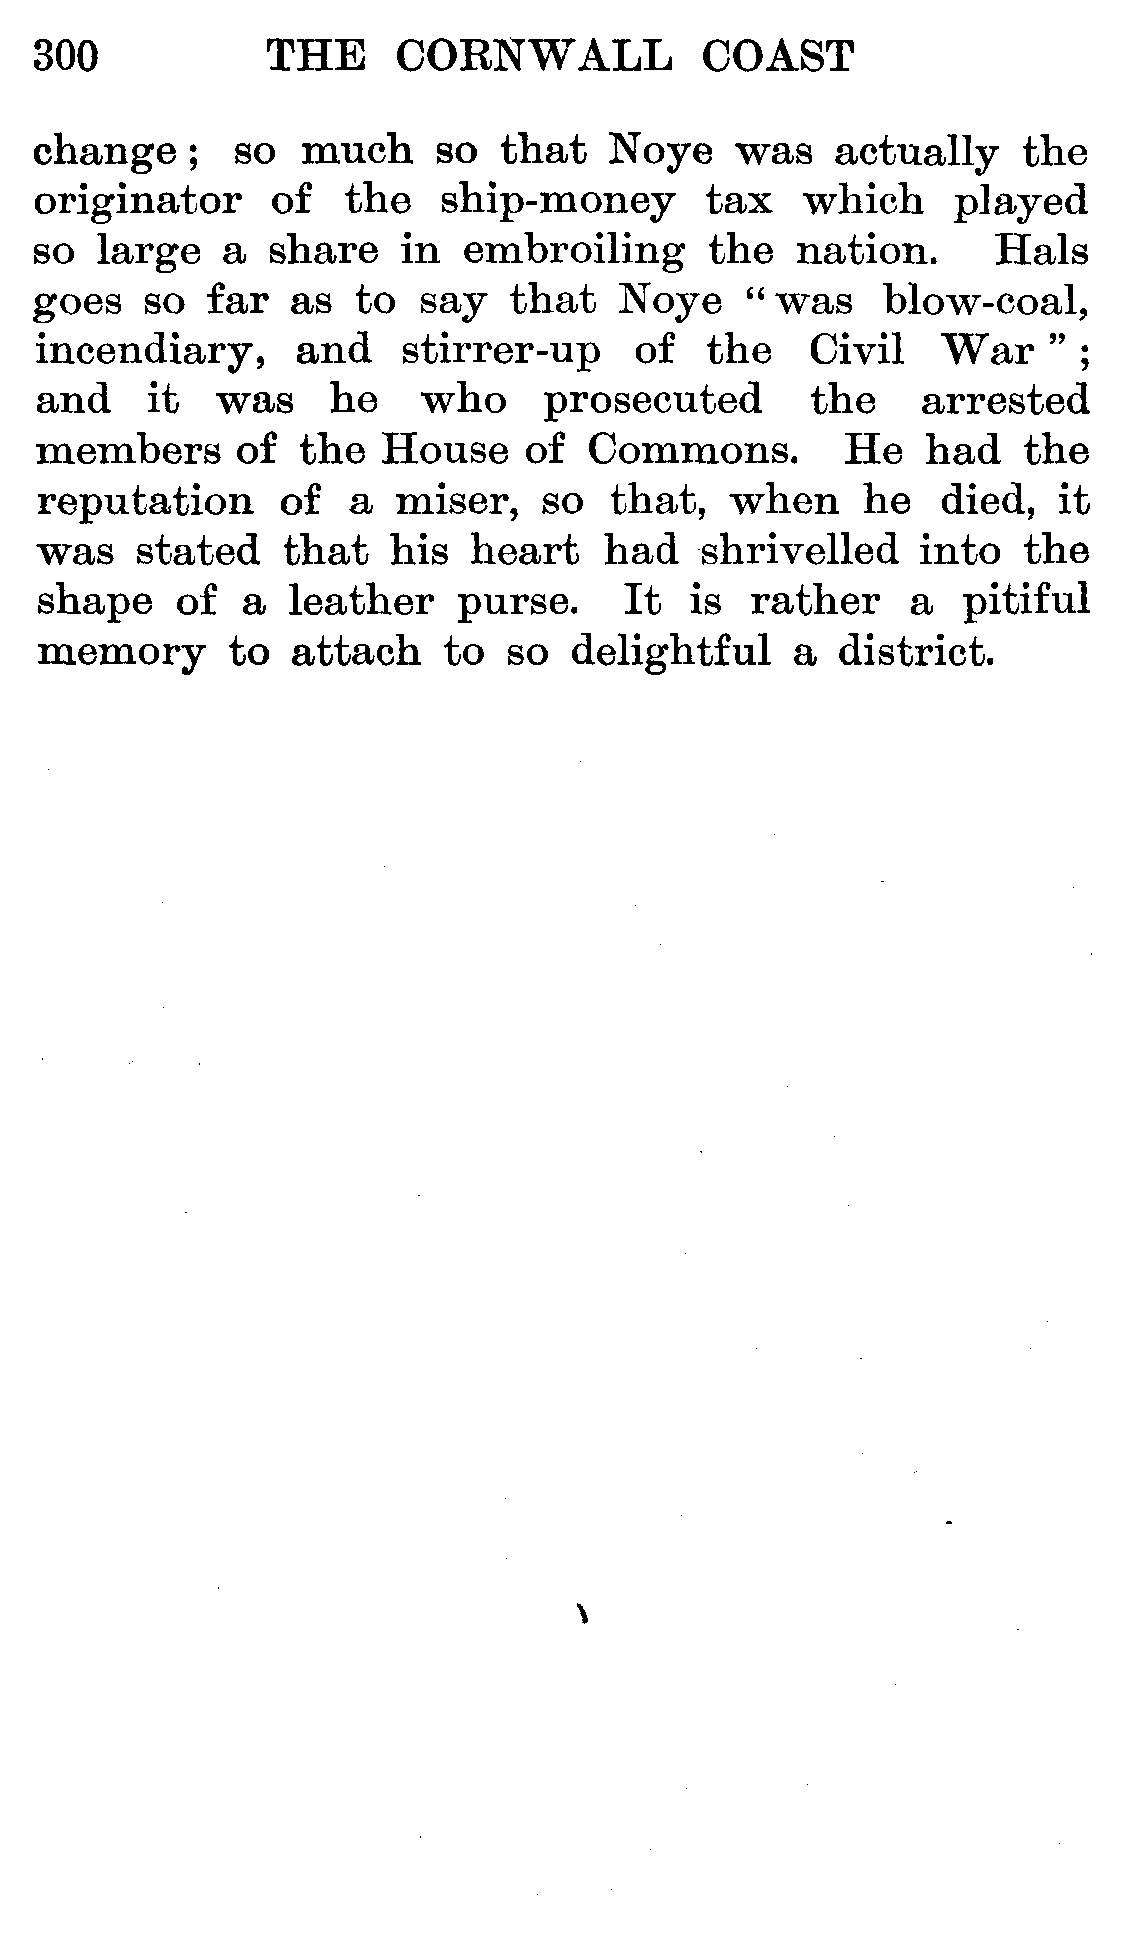 300 THE CORNWALL COAST
change ; so much so that Noye was actually the
originator of the ship-money tax which played
so large a share in embroiling the nation. Hals
goes so far as to say that Noye “ was blow-coal,
incendiary, and stirrer-up of the Civil War ” ;
and it was he who prosecuted the arrested
members of the House of Commons. He had the
reputation of a miser, so that, when he died, it
was stated that his heart had shrivelled into the
shape of a leather purse. It is rather a pitiful
memory to attach to so delightful a district.